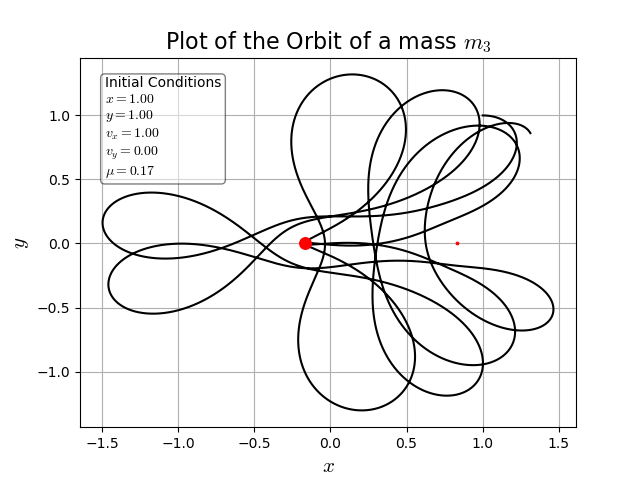 Plot of the Orbit of a mass m₃
Initial Conditions
x = 1.00
y = 1.00
vₓ = 1.00
v_y = 0.00
μ = 0.17
1.0
0.5
0.0
−0.5
−1.0
y
−1.5 −1.0 −0.5 0.0 0.5 1.0 1.5
x